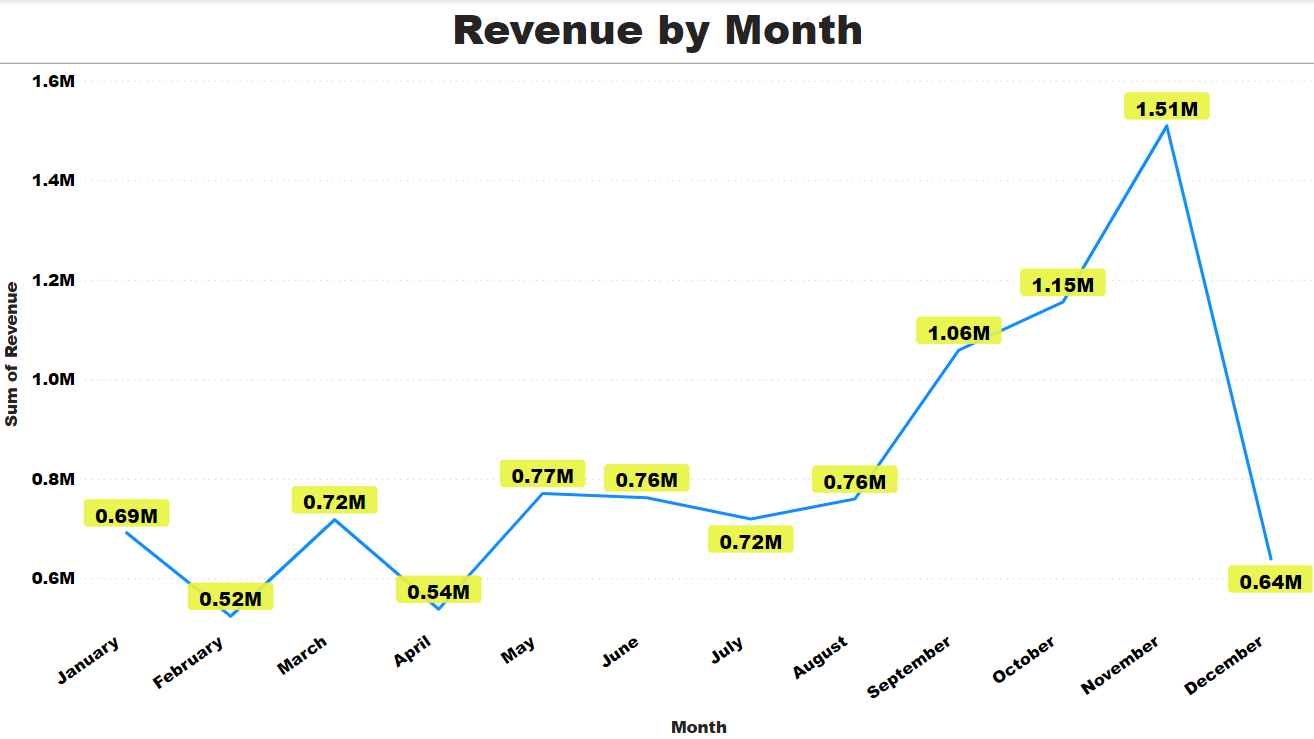 Revenue by Month
Sum of Revenue
1.6M
1.4M
1.2M
1.0M
0.8M
0.6M
0.69M
0.52M
0.72M
0.54M
0.77M
0.76M
0.72M
0.76M
1.06M
1.15M
1.51M
0.64M
January
February
March
April
May
June
July
August
September
October
November
December
Month